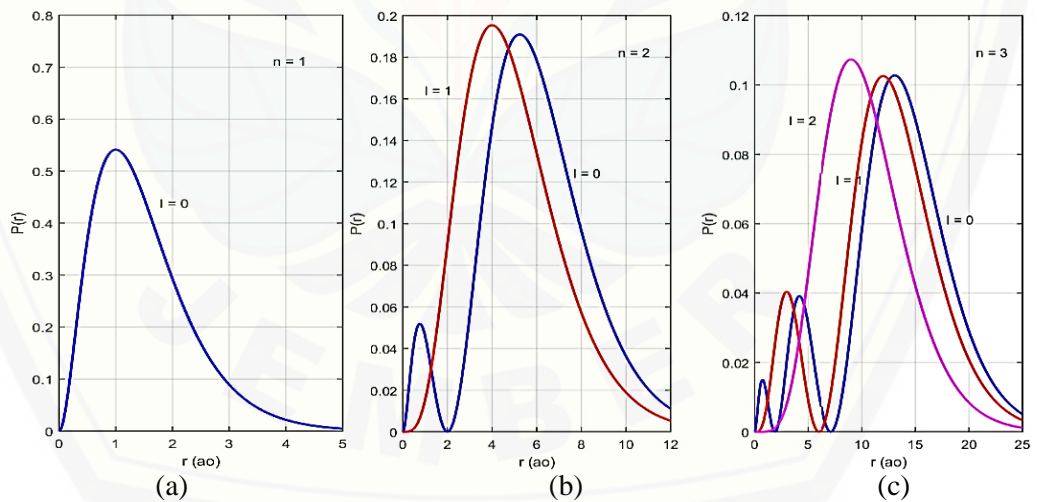 0.8
0.7
0.6
0.5
0.4
0.3
0.2
0.1
0
P(r)
n = 1
l = 0
0 1 2 3 4 5
r (ao)
(a)
0.2
0.18
0.16
0.14
0.12
0.1
0.08
0.06
0.04
0.02
0
P(r)
n = 2
l = 1
l = 0
0 2 4 6 8 10 12
r (ao)
(b)
0.12
0.1
0.08
0.06
0.04
0.02
0
P(r)
n = 3
l = 2
l = 1
l = 0
0 5 10 15 20 25
r (ao)
(c)
JEMBER